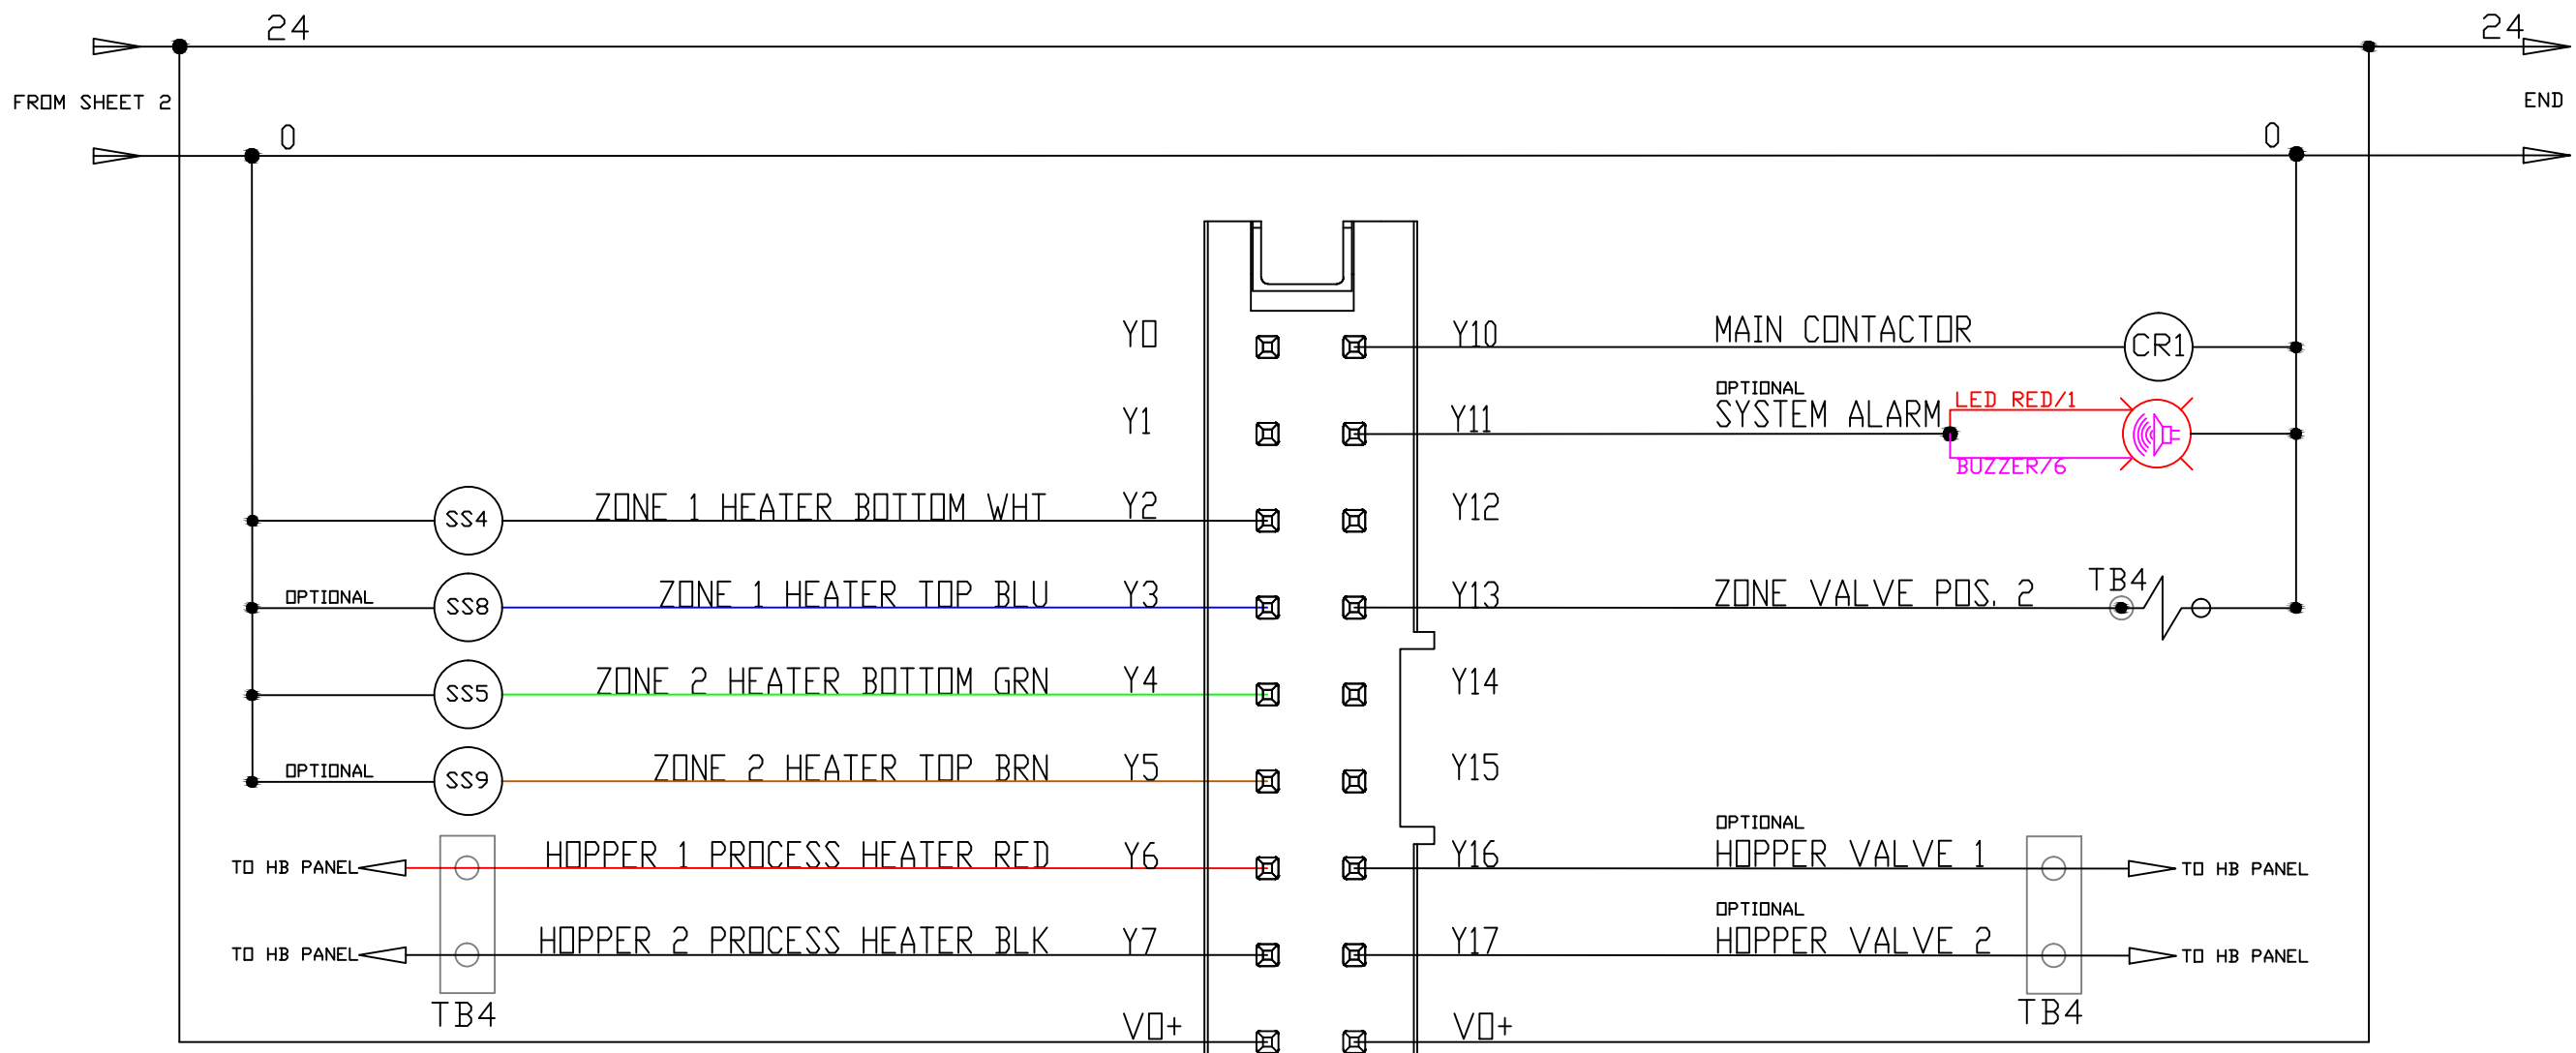 24 24
FROM SHEET 2 END
0 0
Y0 Y10 MAIN CONTACTOR CR1
OPTIONAL
Y1 Y11 SYSTEM ALARM LED RED/1
BUZZER/6
SS4 ZONE 1 HEATER BOTTOM WHT Y2 Y12
OPTIONAL SS8 ZONE 1 HEATER TOP BLU Y3 Y13 ZONE VALVE POS. 2 TB4
SS5 ZONE 2 HEATER BOTTOM GRN Y4 Y14
OPTIONAL SS9 ZONE 2 HEATER TOP BRN Y5 Y15
OPTIONAL
TO HB PANEL HOPPER 1 PROCESS HEATER RED Y6 Y16 HOPPER VALVE 1 TO HB PANEL
OPTIONAL
TO HB PANEL HOPPER 2 PROCESS HEATER BLK Y7 Y17 HOPPER VALVE 2 TO HB PANEL
TB4 V0+ V0+ TB4